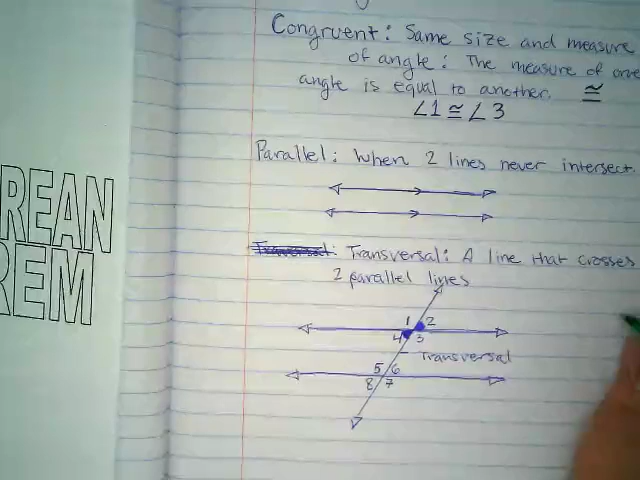 Congruent: Same size and measure
of angle: The measure of one
angle is equal to another. ≅
∠1 ≅ ∠3
Parallel: When 2 lines never intersect.
Transversal: A line that crosses
2 parallel lines
1 2
4 3
Transversal
5 6
8 7
REAN
REM